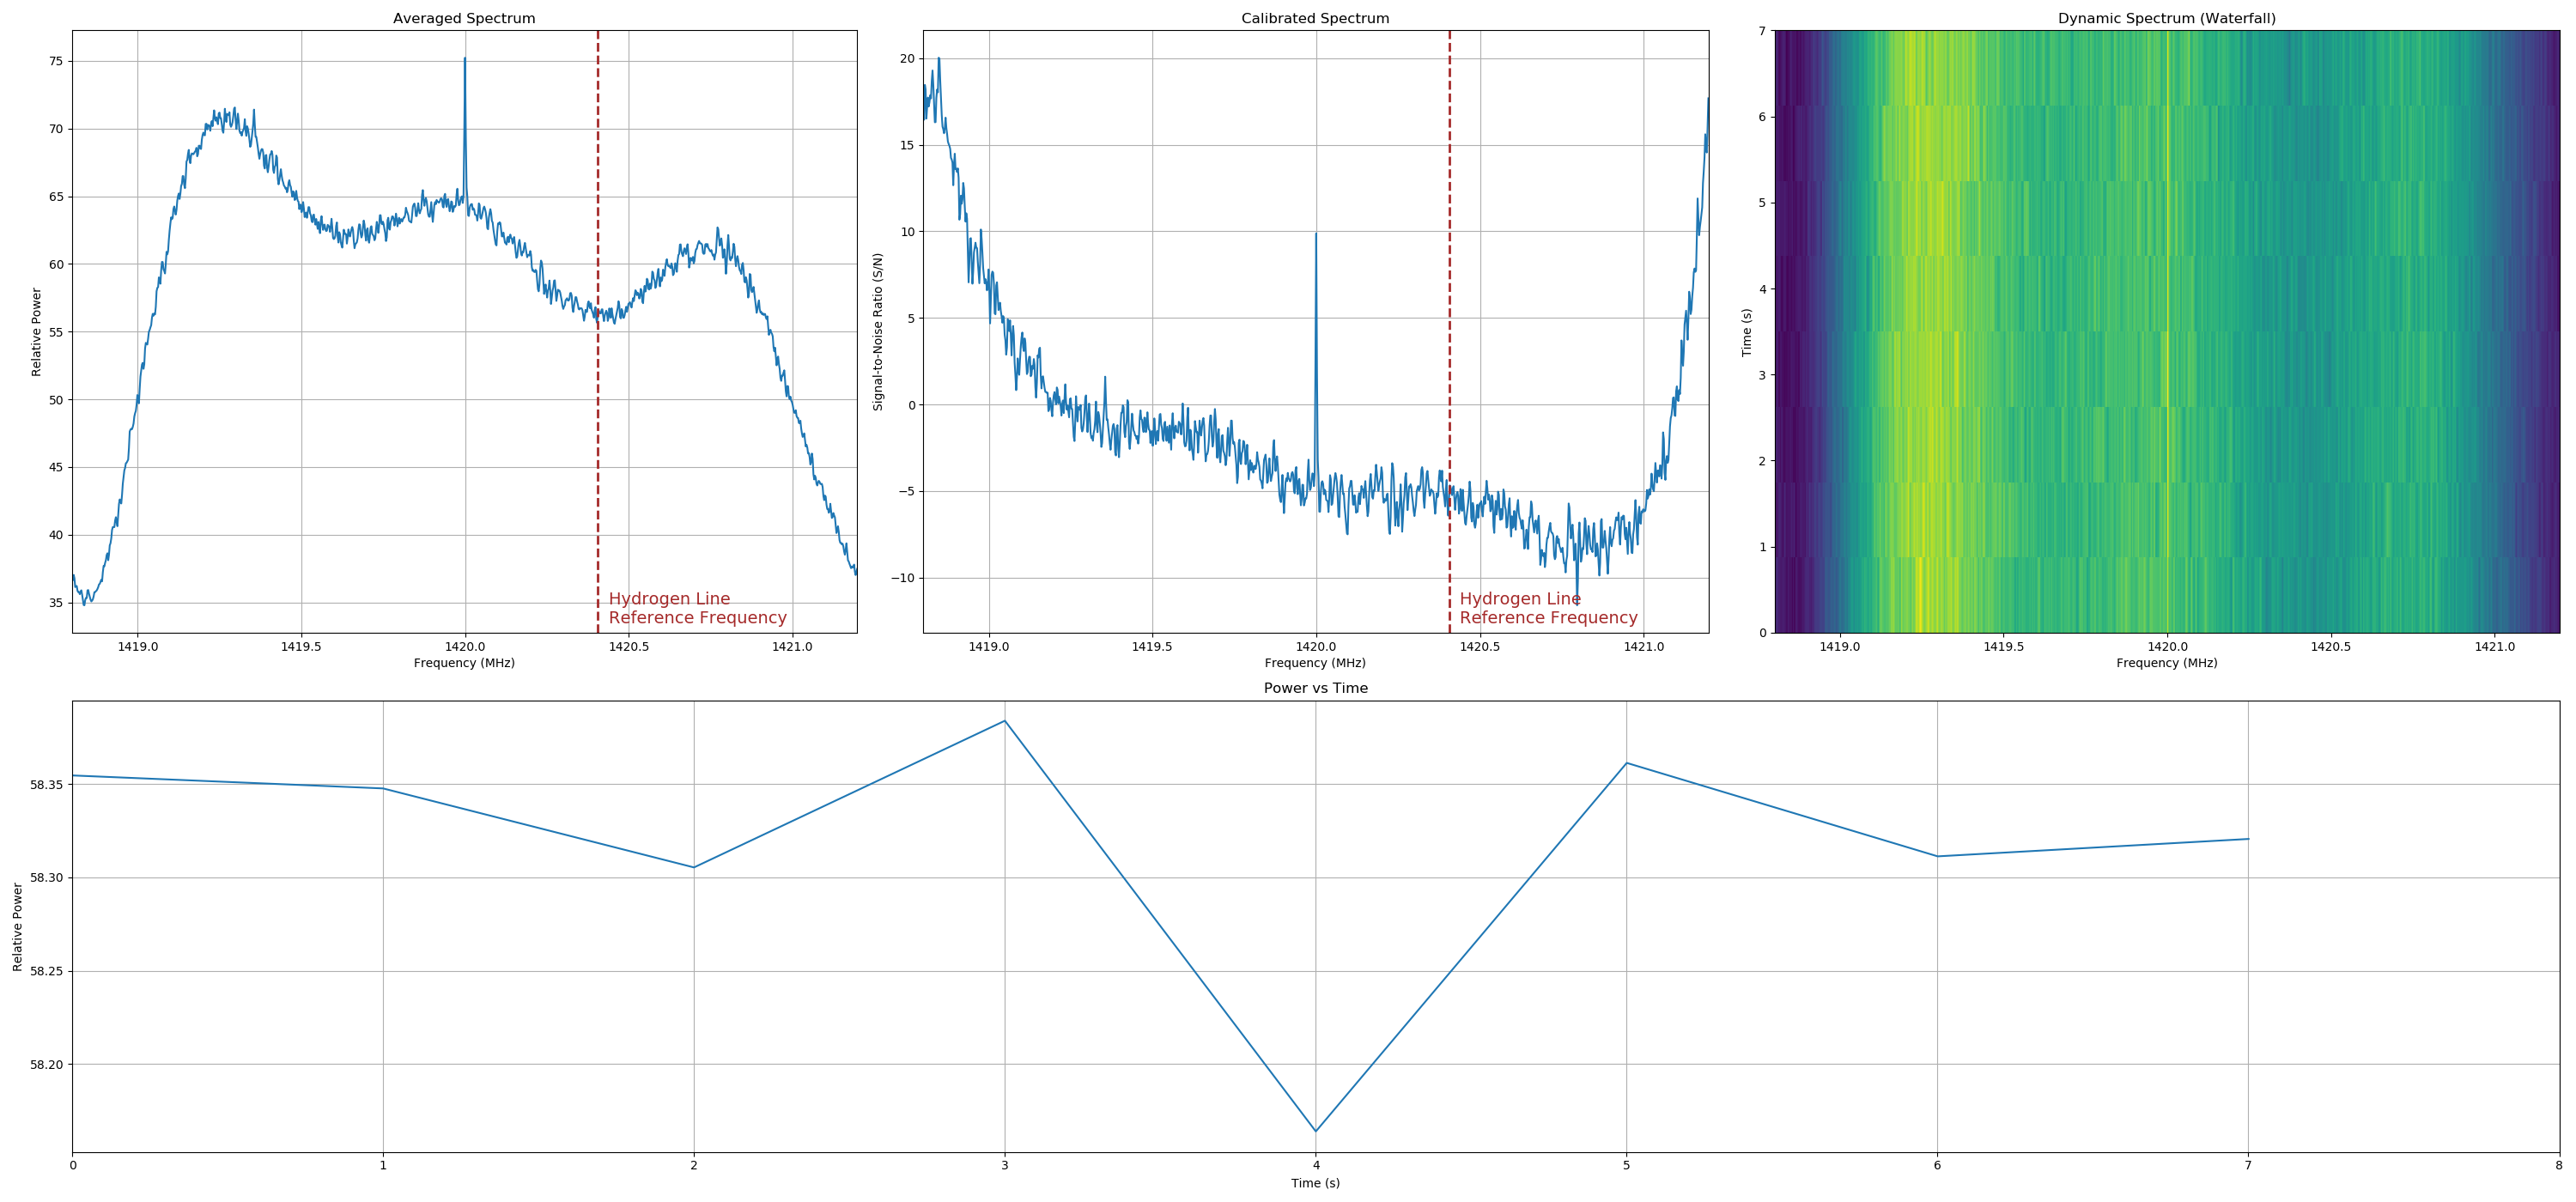 Averaged Spectrum
75
70
65
60
55
50
45
40
35
Relative Power
Hydrogen Line
Reference Frequency
1419.0 1419.5 1420.0 1420.5 1421.0
Frequency (MHz)
Calibrated Spectrum
20
15
10
5
0
−5
−10
Signal-to-Noise Ratio (S/N)
Hydrogen Line
Reference Frequency
1419.0 1419.5 1420.0 1420.5 1421.0
Frequency (MHz)
Dynamic Spectrum (Waterfall)
7
6
5
4
3
2
1
0
Time (s)
1419.0 1419.5 1420.0 1420.5 1421.0
Frequency (MHz)
Power vs Time
58.35
58.30
58.25
58.20
Relative Power
0 1 2 3 4 5 6 7 8
Time (s)